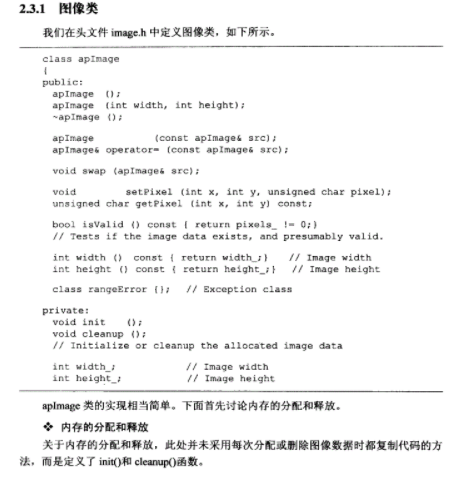 2.3.1 图像类
我们在头文件 image.h 中定义图像类，如下所示。
class apImage
{
public:
apImage ();
apImage (int width, int height);
~apImage ();
apImage (const apImage& src);
apImage& operator= (const apImage& src);
void swap (apImage& src);
void setPixel (int x, int y, unsigned char pixel);
unsigned char getPixel (int x, int y) const;
bool isValid () const { return pixels_ != 0;}
// Tests if the image data exists, and presumably valid.
int width () const { return width_;} // Image width
int height () const { return height_;} // Image height
class rangeError {}; // Exception class
private:
void init ();
void cleanup ();
// Initialize or cleanup the allocated image data
int width_; // Image width
int height_; // Image height
apImage 类的实现相当简单。下面首先讨论内存的分配和释放。
❖ 内存的分配和释放
关于内存的分配和释放，此处并未采用每次分配或删除图像数据时都复制代码的方
法，而是定义了 init()和 cleanup()函数。